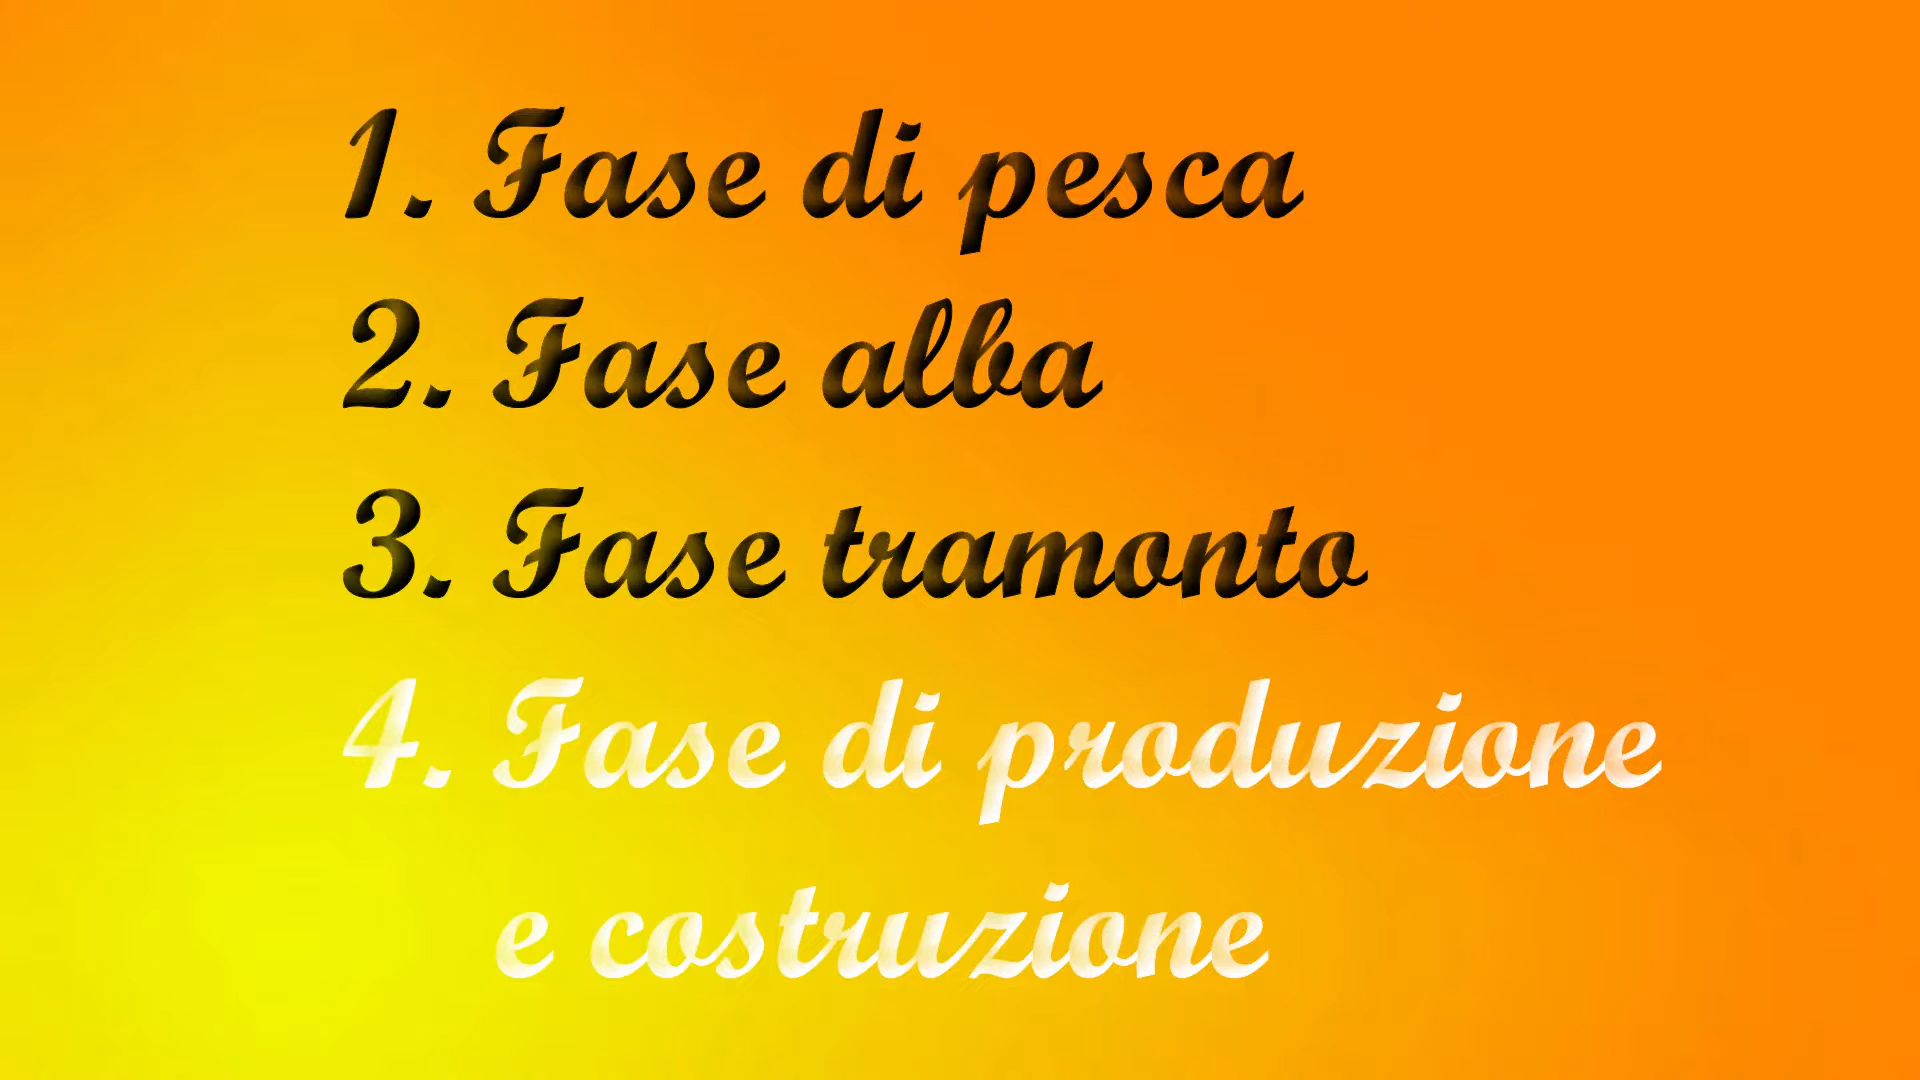 1. Fase di pesca
2. Fase alba
3. Fase tramonto
4. Fase di produzione
e costruzione